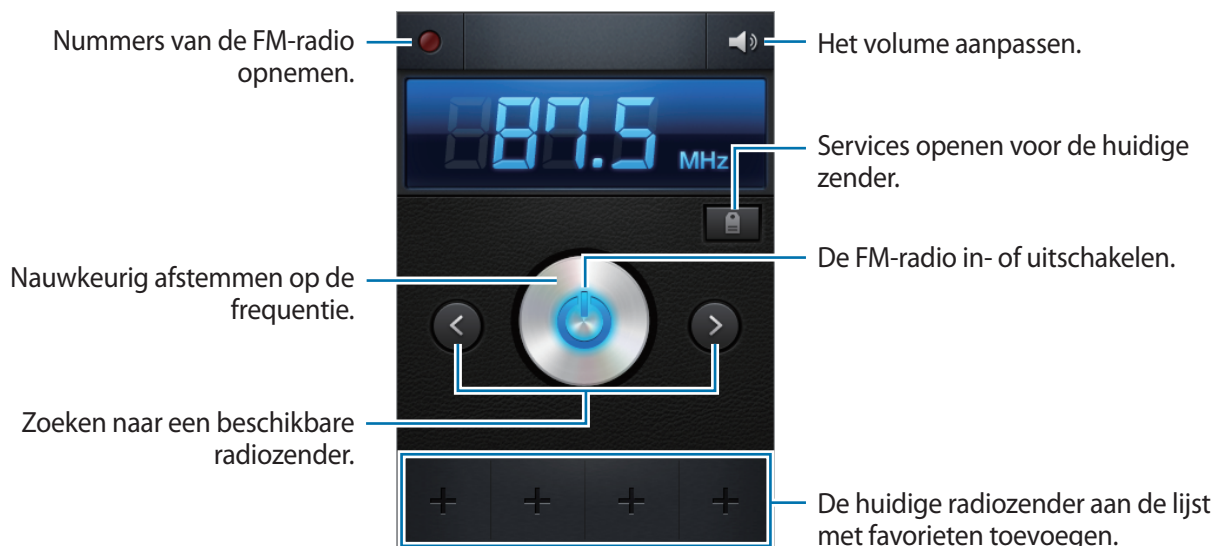 Nummers van de FM-radio
opnemen.
Het volume aanpassen.
87.5 MHz
Services openen voor de huidige
zender.
De FM-radio in- of uitschakelen.
Nauwkeurig afstemmen op de
frequentie.
Zoeken naar een beschikbare
radiozender.
De huidige radiozender aan de lijst
met favorieten toevoegen.